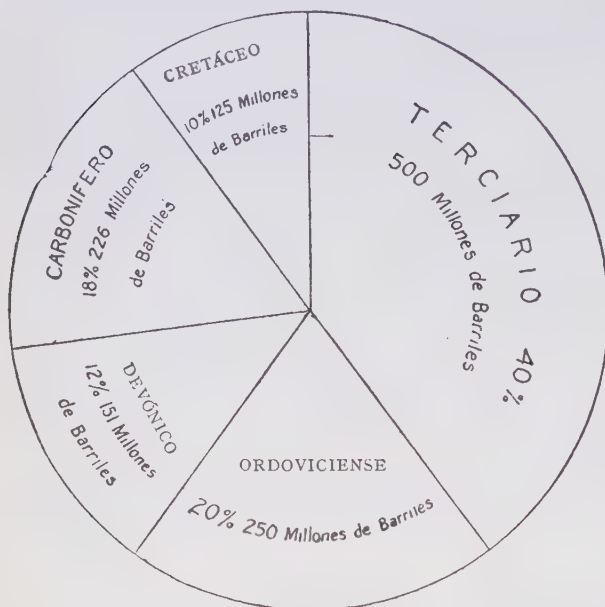 CRETÁCEO
10% 125 Millones
de Barriles
TERCIARIO 40%
500 Millones de Barriles
CARBONIFERO
18% 226 Millones
de Barriles
DEVÓNICO
12% 151 Millones
de Barriles
ORDOVICIENSE
20% 250 Millones de Barriles